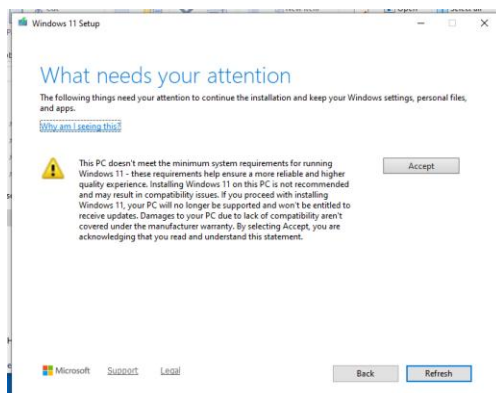 Windows 11 Setup
What needs your attention
The following things need your attention to continue the installation and keep your Windows settings, personal files,
and apps.
Why am I seeing this?
This PC doesn't meet the minimum system requirements for running
Windows 11 - these requirements help ensure a more reliable and higher
quality experience. Installing Windows 11 on this PC is not recommended
and may result in compatibility issues. If you proceed with installing
Windows 11, your PC will no longer be supported and won't be entitled to
receive updates. Damages to your PC due to lack of compatibility aren't
covered under the manufacturer warranty. By selecting Accept, you are
acknowledging that you read and understand this statement.
Accept
Microsoft Support Legal
Back Refresh